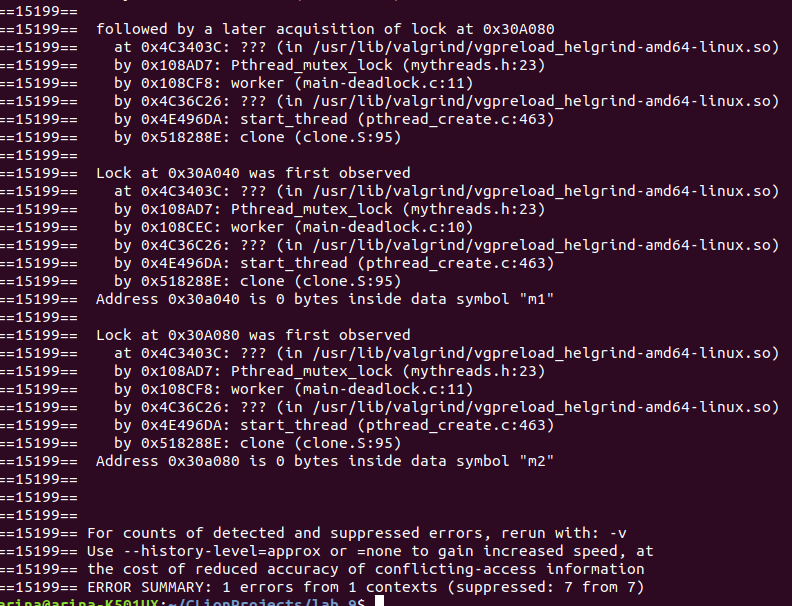 ==15199==
==15199==  followed by a later acquisition of lock at 0x30A080
==15199==    at 0x4C3403C: ??? (in /usr/lib/valgrind/vgpreload_helgrind-amd64-linux.so)
==15199==    by 0x108AD7: Pthread_mutex_lock (mythreads.h:23)
==15199==    by 0x108CF8: worker (main-deadlock.c:11)
==15199==    by 0x4C36C26: ??? (in /usr/lib/valgrind/vgpreload_helgrind-amd64-linux.so)
==15199==    by 0x4E496DA: start_thread (pthread_create.c:463)
==15199==    by 0x518288E: clone (clone.S:95)
==15199==
==15199==  Lock at 0x30A040 was first observed
==15199==    at 0x4C3403C: ??? (in /usr/lib/valgrind/vgpreload_helgrind-amd64-linux.so)
==15199==    by 0x108AD7: Pthread_mutex_lock (mythreads.h:23)
==15199==    by 0x108CEC: worker (main-deadlock.c:10)
==15199==    by 0x4C36C26: ??? (in /usr/lib/valgrind/vgpreload_helgrind-amd64-linux.so)
==15199==    by 0x4E496DA: start_thread (pthread_create.c:463)
==15199==    by 0x518288E: clone (clone.S:95)
==15199==  Address 0x30a040 is 0 bytes inside data symbol "m1"
==15199==
==15199==  Lock at 0x30A080 was first observed
==15199==    at 0x4C3403C: ??? (in /usr/lib/valgrind/vgpreload_helgrind-amd64-linux.so)
==15199==    by 0x108AD7: Pthread_mutex_lock (mythreads.h:23)
==15199==    by 0x108CF8: worker (main-deadlock.c:11)
==15199==    by 0x4C36C26: ??? (in /usr/lib/valgrind/vgpreload_helgrind-amd64-linux.so)
==15199==    by 0x4E496DA: start_thread (pthread_create.c:463)
==15199==    by 0x518288E: clone (clone.S:95)
==15199==  Address 0x30a080 is 0 bytes inside data symbol "m2"
==15199==
==15199==
==15199==
==15199== For counts of detected and suppressed errors, rerun with: -v
==15199== Use --history-level=approx or =none to gain increased speed, at
==15199== the cost of reduced accuracy of conflicting-access information
==15199== ERROR SUMMARY: 1 errors from 1 contexts (suppressed: 7 from 7)
arina@arina-K501UX:~/CLionProjects/lab_9$